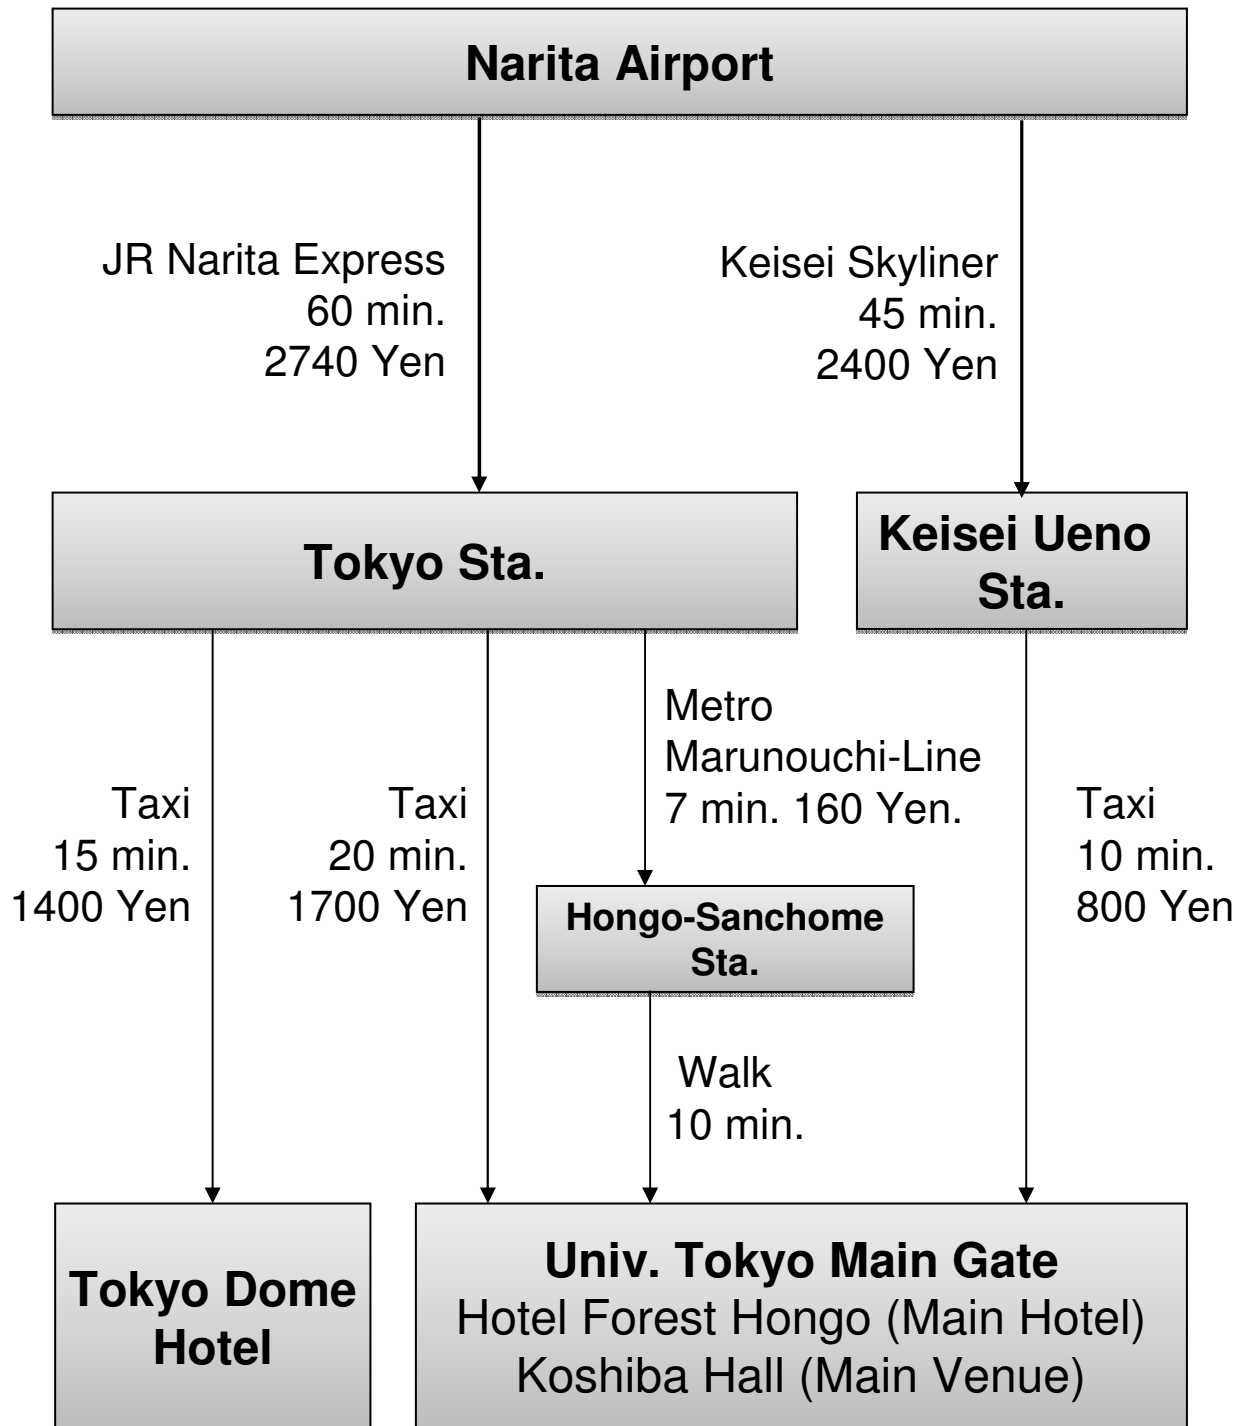 Narita Airport
JR Narita Express
60 min.
2740 Yen
Keisei Skyliner
45 min.
2400 Yen
Tokyo Sta.
Keisei Ueno
Sta.
Taxi
15 min.
1400 Yen
Taxi
20 min.
1700 Yen
Metro
Marunouchi-Line
7 min. 160 Yen.
Hongo-Sanchome
Sta.
Walk
10 min.
Taxi
10 min.
800 Yen
Tokyo Dome
Hotel
Univ. Tokyo Main Gate
Hotel Forest Hongo (Main Hotel)
Koshiba Hall (Main Venue)